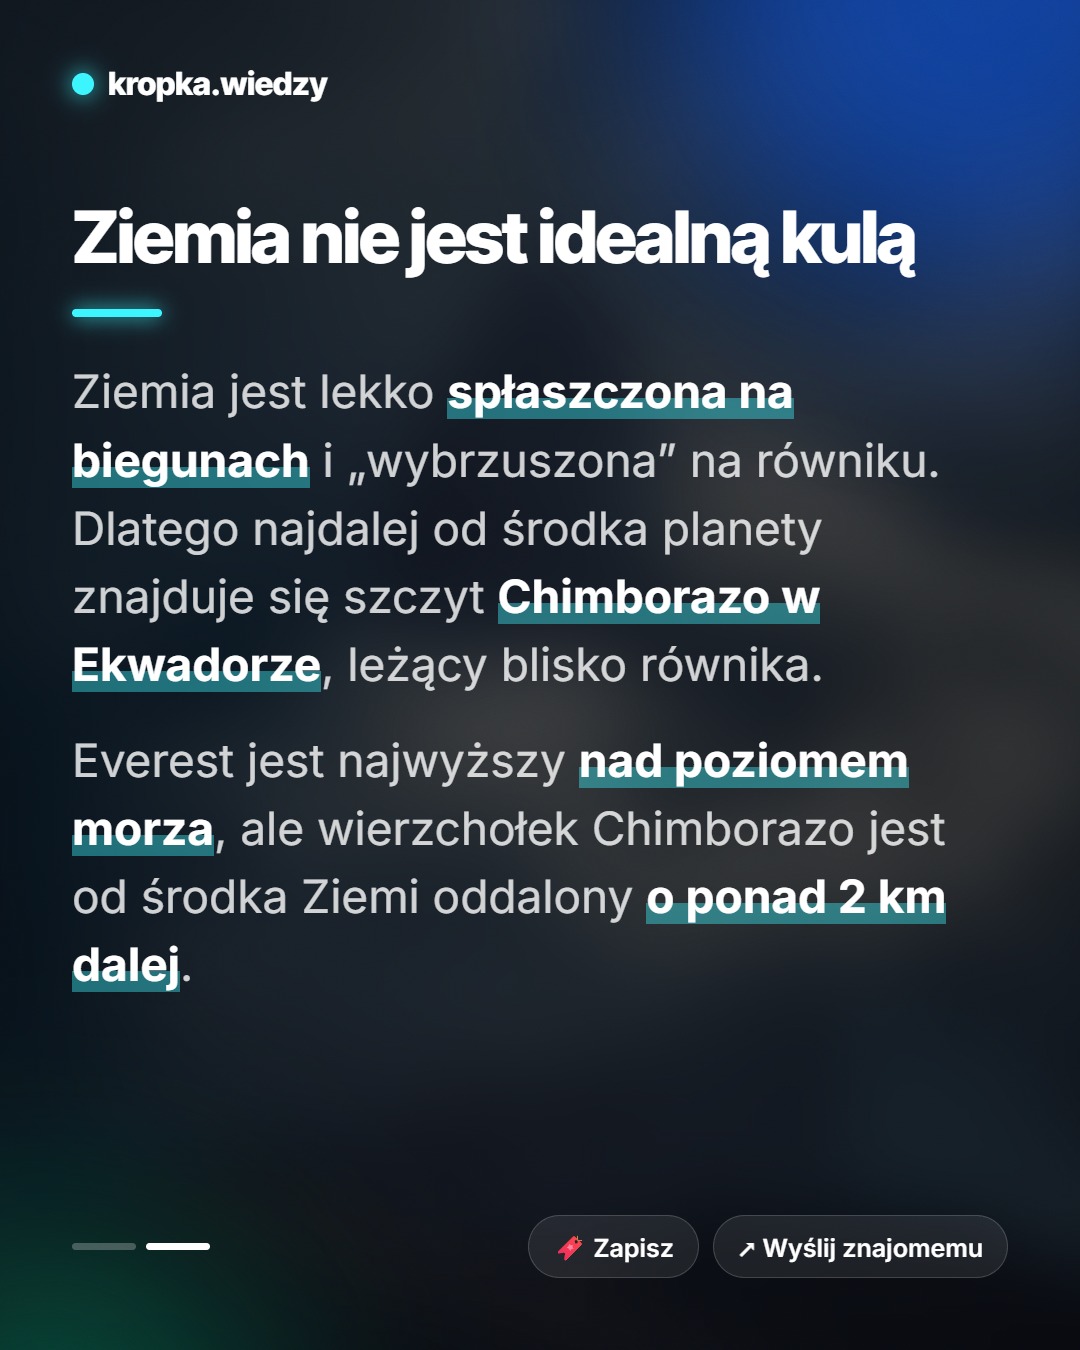 kropka.wiedzy
Ziemia nie jest idealną kulą
Ziemia jest lekko spłaszczona na
biegunach i „wybrzuszona” na równiku.
Dlatego najdalej od środka planety
znajduje się szczyt Chimborazo w
Ekwadorze, leżący blisko równika.
Everest jest najwyższy nad poziomem
morza, ale wierzchołek Chimborazo jest
od środka Ziemi oddalony o ponad 2 km
dalej.
Zapisz
↗ Wyślij znajomemu